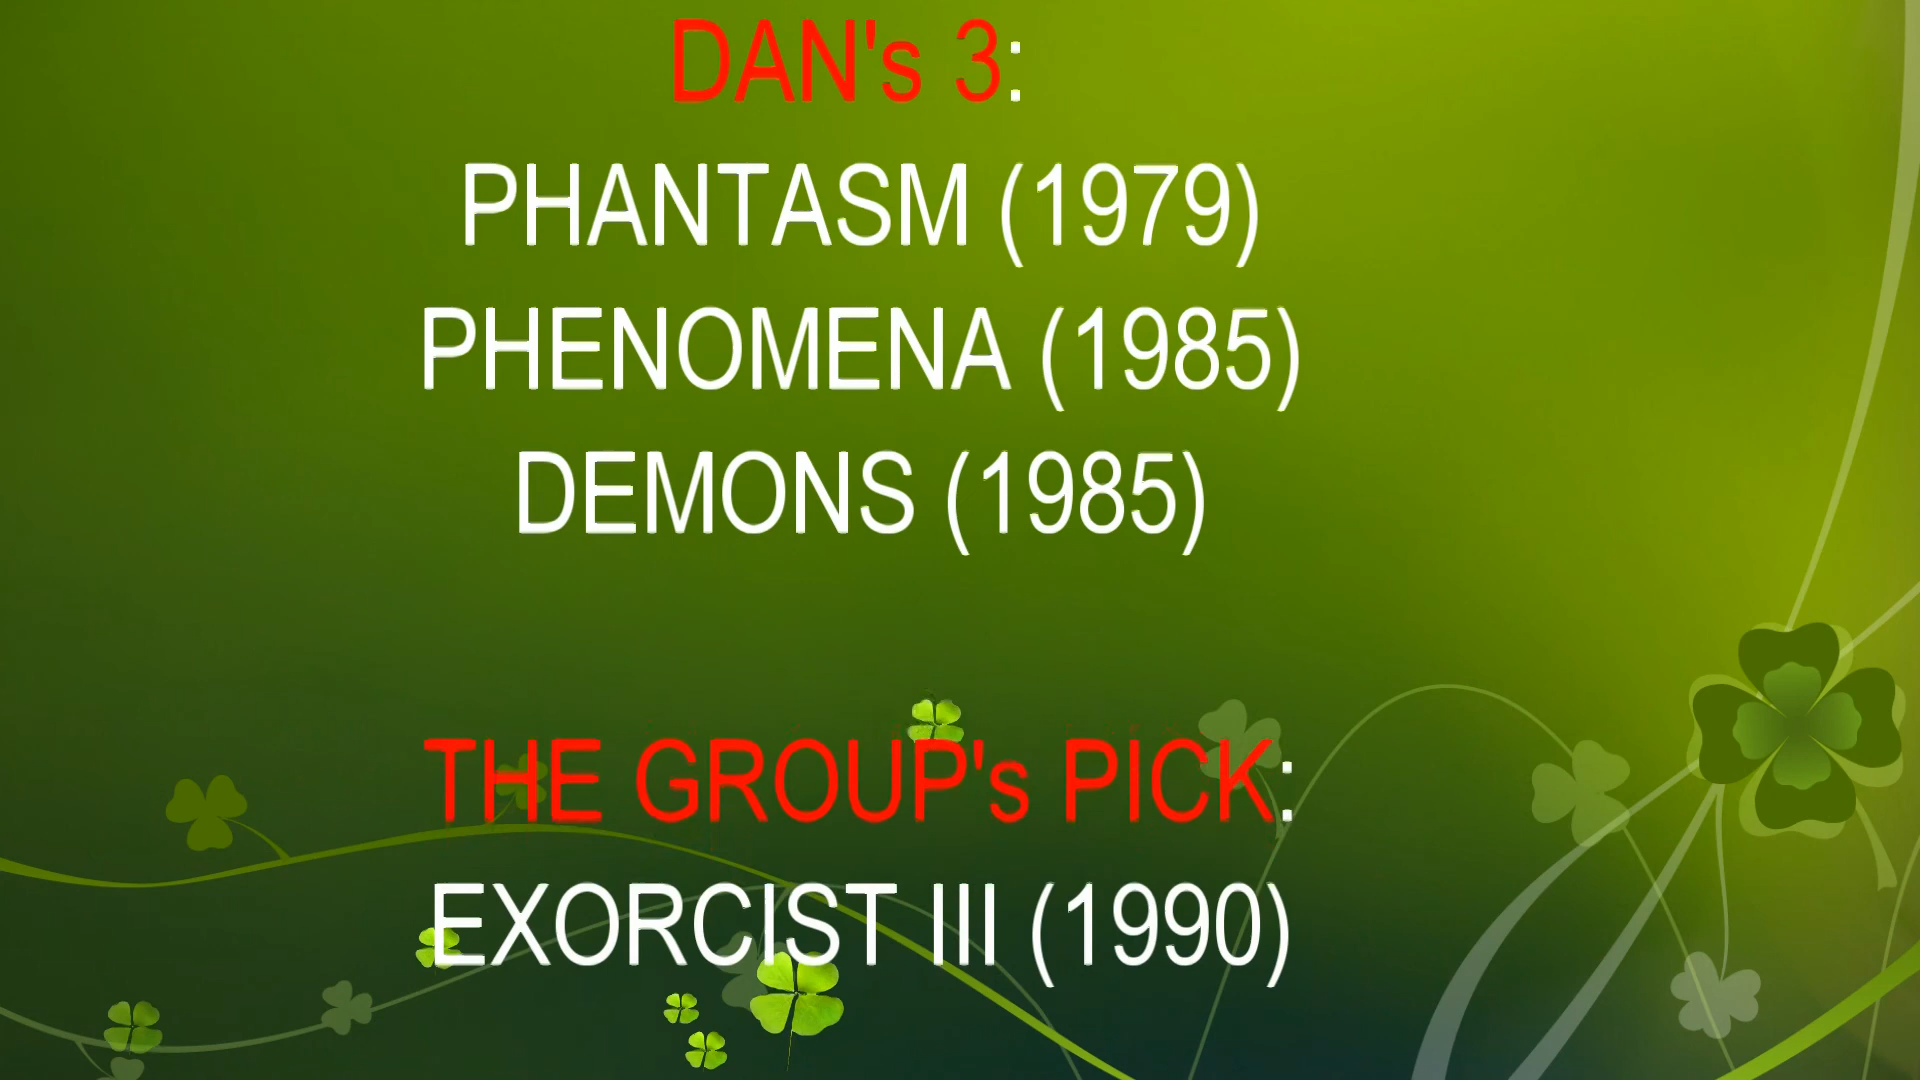 DAN's 3:
PHANTASM (1979)
PHENOMENA (1985)
DEMONS (1985)
THE GROUP's PICK:
EXORCIST III (1990)